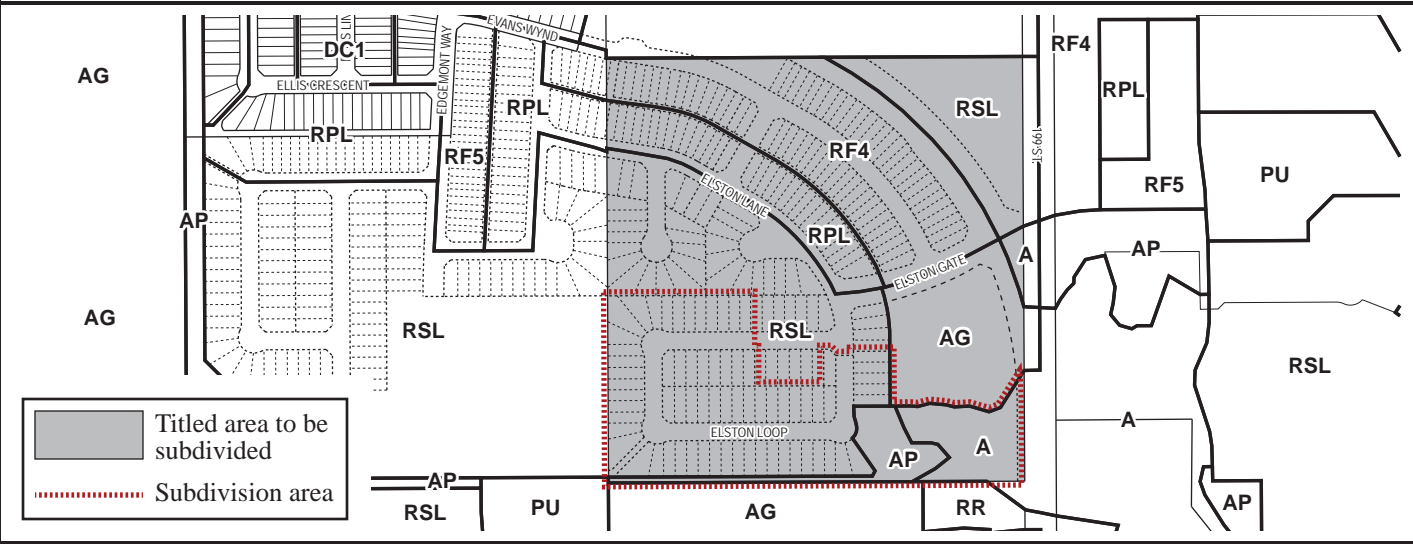 EVANS WYND
EDGEMONT WAY
DC1
AG
ELLIS CRESCENT
RPL
RPL
RF5
RSL
RF4
199 ST
RF4
RPL
RF5
PU
AP
ELSTON LANE
RPL
ELSTON GATE
A
AP
AG
RSL
RSL
AG
RSL
ELSTON LOOP
AP
A
A
Titled area to be
subdivided
Subdivision area
AP
RSL
PU
AG
RR
AP